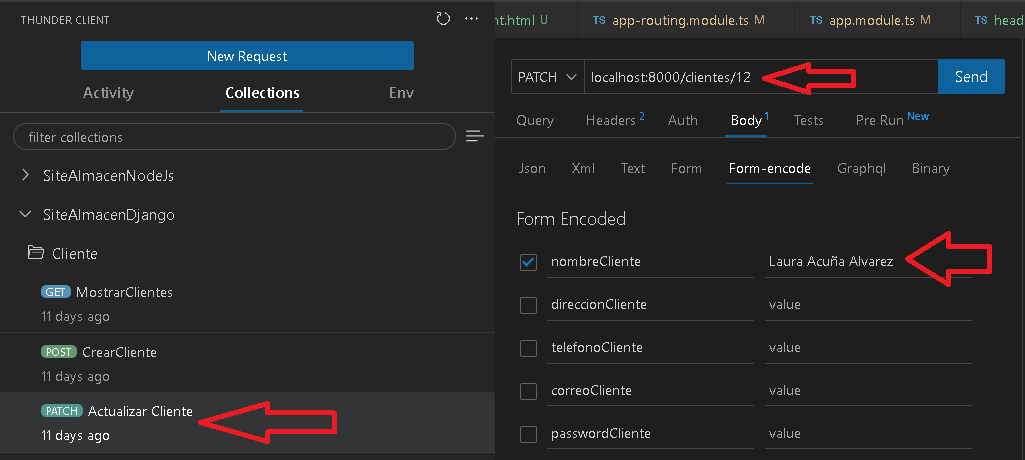 THUNDER CLIENT
New Request
Activity Collections Env
filter collections
SiteAlmacenNodeJs
SiteAlmacenDjango
Cliente
GET MostrarClientes
11 days ago
POST CrearCliente
11 days ago
PATCH Actualizar Cliente
11 days ago
nt.html U TS app-routing.module.ts M TS app.module.ts M TS head
PATCH localhost:8000/clientes/12 Send
Query Headers 2 Auth Body 1 Tests Pre Run New
Json Xml Text Form Form-encode Graphql Binary
Form Encoded
nombreCliente Laura Acuña Alvarez
direccionCliente value
telefonoCliente value
correoCliente value
passwordCliente value